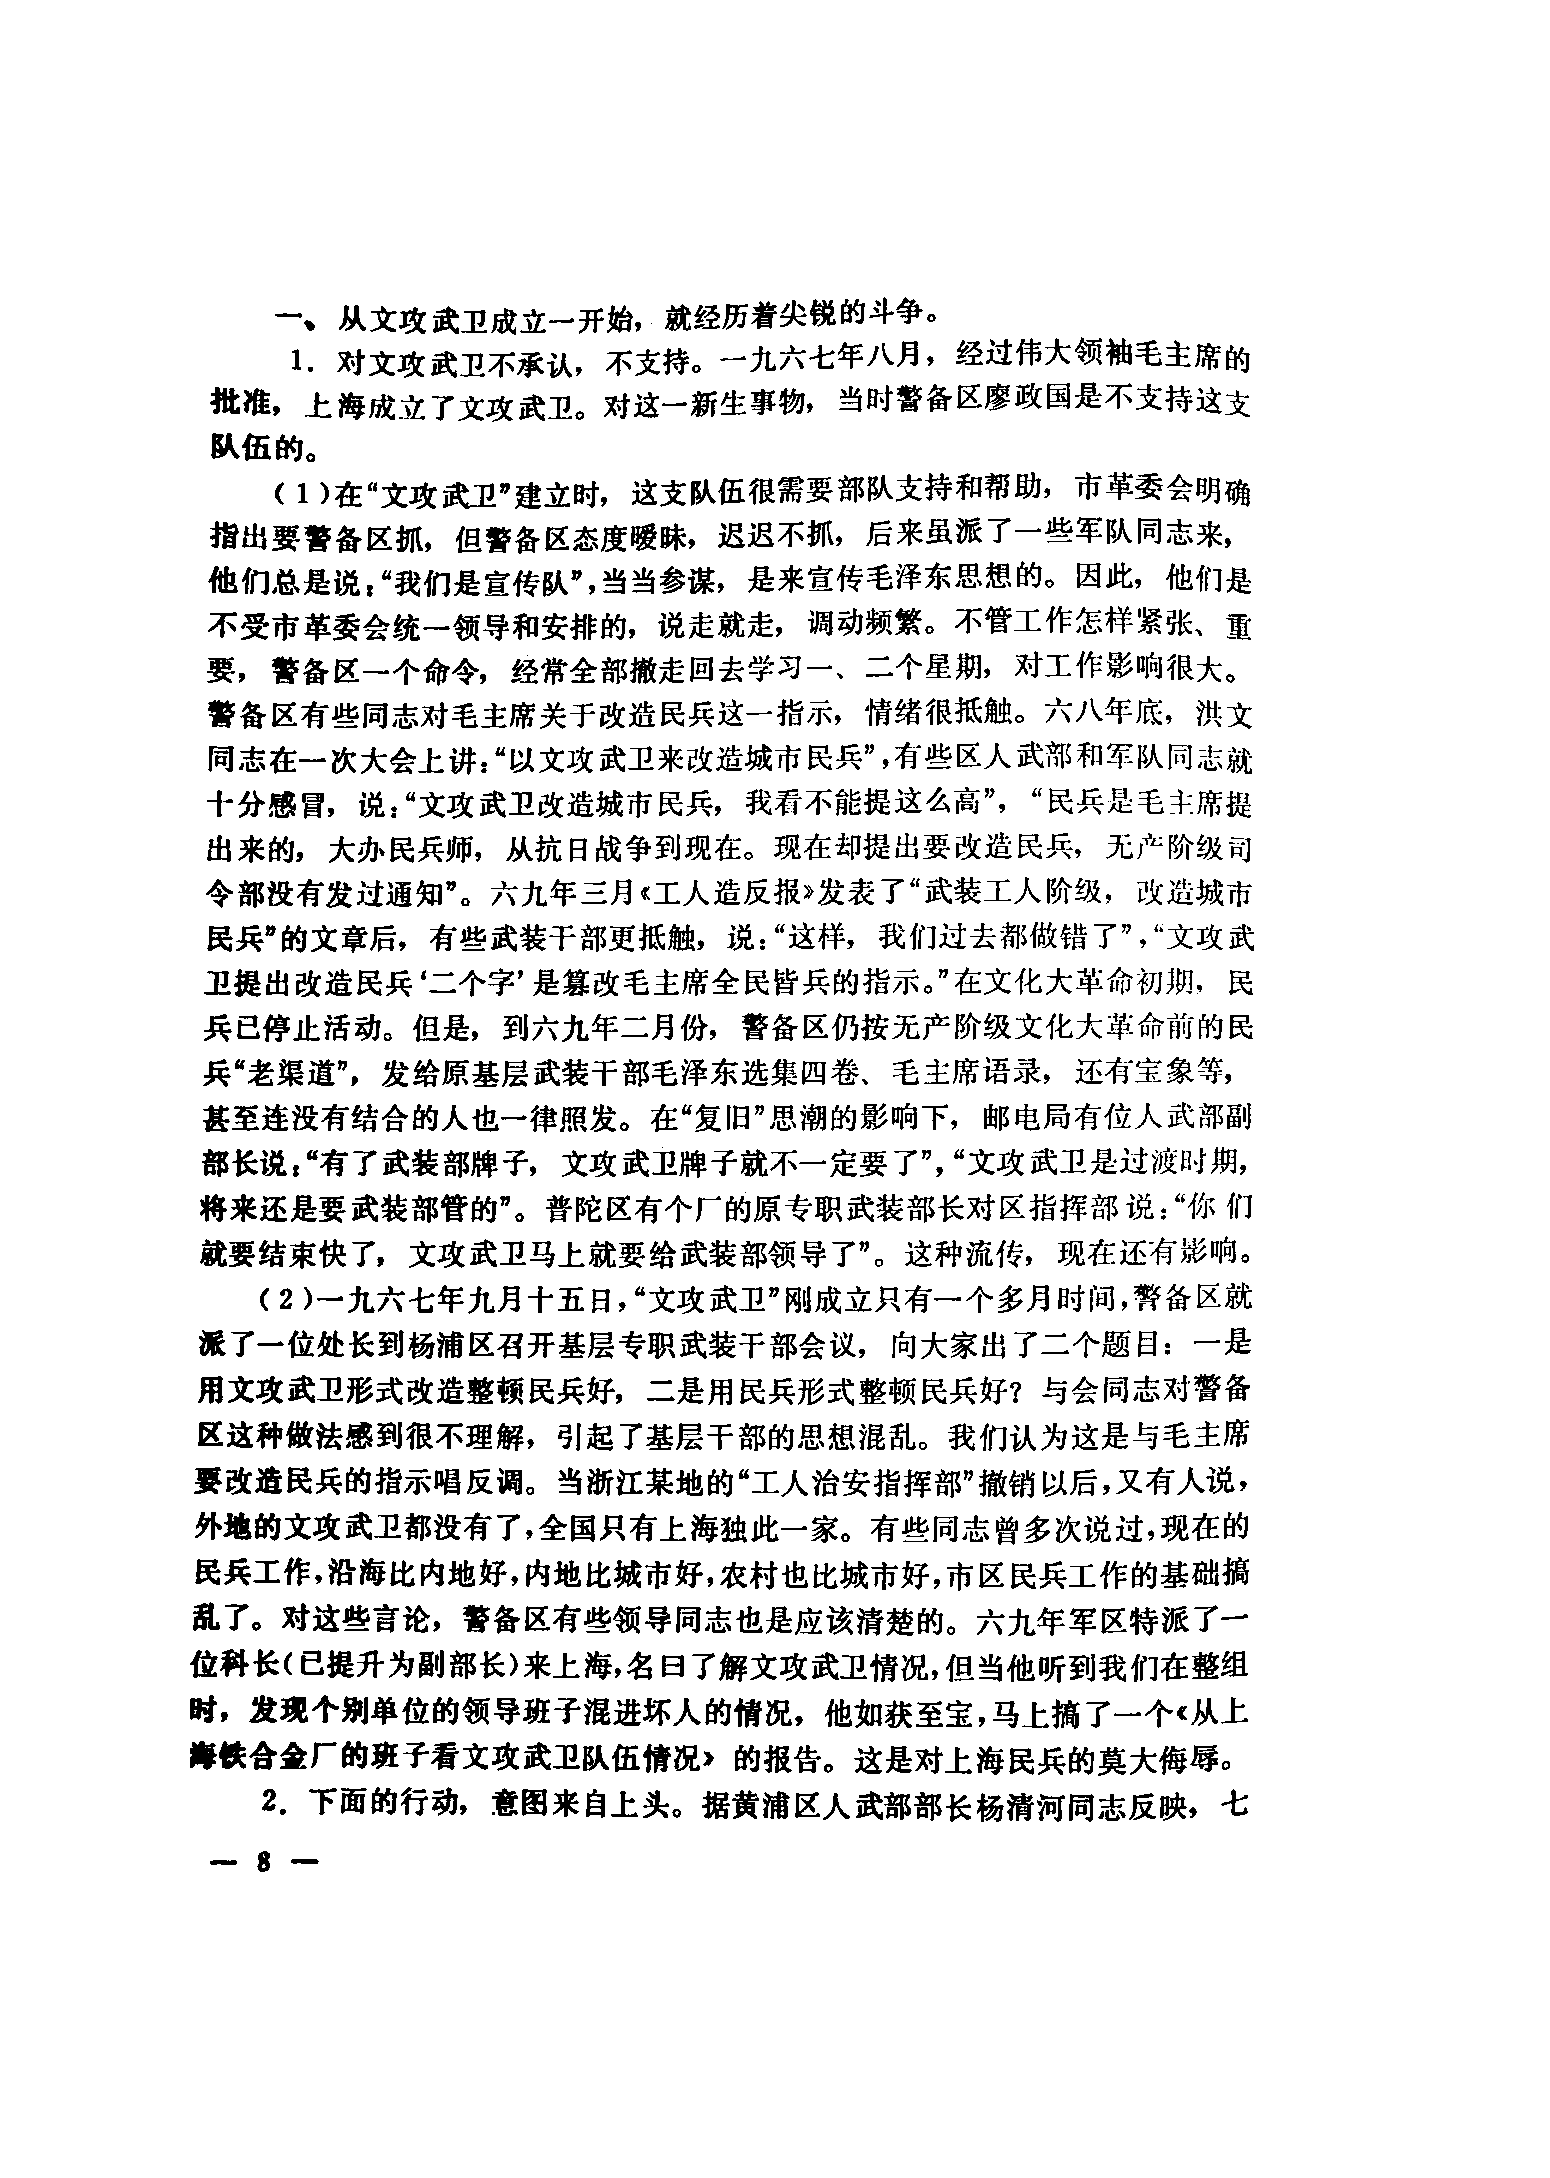 一、从文攻武卫成立一开始，就经历着尖锐的斗争。
1．对文攻武卫不承认，不支持。一九六七年八月，经过伟大领袖毛主席的
批准，上海成立了文攻武卫。对这一新生事物，当时警备区廖政国是不支持这支
队伍的。
（1）在“文攻武卫”建立时，这支队伍很需要部队支持和帮助，市革委会明确
指出要警备区抓，但警备区态度暧昧，迟迟不抓，后来虽派了一些军队同志来，
他们总是说：“我们是宣传队”，当当参谋，是来宣传毛泽东思想的。因此，他们是
不受市革委会统一领导和安排的，说走就走，调动频繁。不管工作怎样紧张、重
要，警备区一个命令，经常全部撤走回去学习一、二个星期，对工作影响很大。
警备区有些同志对毛主席关于改造民兵这一指示，情绪很抵触。六八年底，洪文
同志在一次大会上讲：“以文攻武卫来改造城市民兵”，有些区人武部和军队同志就
十分感冒，说：“文攻武卫改造城市民兵，我看不能提这么高”，“民兵是毛主席提
出来的，大办民兵师，从抗日战争到现在。现在却提出要改造民兵，无产阶级司
令部没有发过通知”。六九年三月《工人造反报》发表了“武装工人阶级，改造城市
民兵”的文章后，有些武装干部更抵触，说：“这样，我们过去都做错了”，“文攻武
卫提出改造民兵‘二个字’是篡改毛主席全民皆兵的指示。”在文化大革命初期，民
兵已停止活动。但是，到六九年二月份，警备区仍按无产阶级文化大革命前的民
兵“老渠道”，发给原基层武装干部毛泽东选集四卷、毛主席语录，还有宝象等，
甚至连没有结合的人也一律照发。在“复旧”思潮的影响下，邮电局有位人武部副
部长说：“有了武装部牌子，文攻武卫牌子就不一定要了”，“文攻武卫是过渡时期，
将来还是要武装部管的”。普陀区有个厂的原专职武装部长对区指挥部说：“你们
就要结束快了，文攻武卫马上就要给武装部领导了”。这种流传，现在还有影响。
（2）一九六七年九月十五日，“文攻武卫”刚成立只有一个多月时间，警备区就
派了一位处长到杨浦区召开基层专职武装干部会议，向大家出了二个题目：一是
用文攻武卫形式改造整顿民兵好，二是用民兵形式整顿民兵好？与会同志对警备
区这种做法感到很不理解，引起了基层干部的思想混乱。我们认为这是与毛主席
要改造民兵的指示唱反调。当浙江某地的“工人治安指挥部”撤销以后，又有人说，
外地的文攻武卫都没有了，全国只有上海独此一家。有些同志曾多次说过，现在的
民兵工作，沿海比内地好，内地比城市好，农村也比城市好，市区民兵工作的基础搞
乱了。对这些言论，警备区有些领导同志也是应该清楚的。六九年军区特派了一
位科长（已提升为副部长）来上海，名曰了解文攻武卫情况，但当他听到我们在整组
时，发现个别单位的领导班子混进坏人的情况，他如获至宝，马上搞了一个《从上
海铁合金厂的班子看文攻武卫队伍情况》的报告。这是对上海民兵的莫大侮辱。
2．下面的行动，意图来自上头。据黄浦区人武部部长杨清河同志反映，七
— 8 —